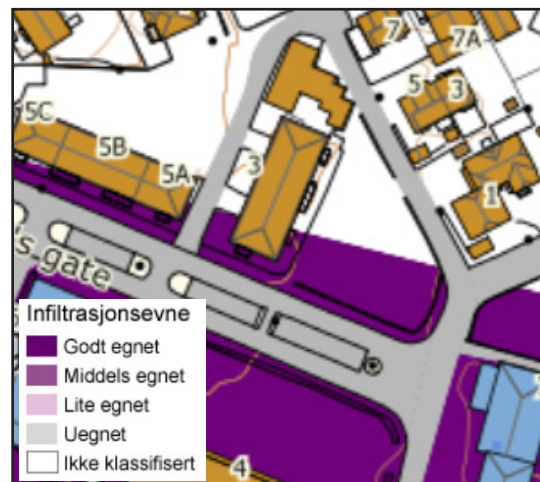 7
7A
5
3
5C
5B
5A
3
1
is gate
Infiltrasjonsevne
Godt egnet
Middels egnet
Lite egnet
Uegnet
Ikke klassifisert
4